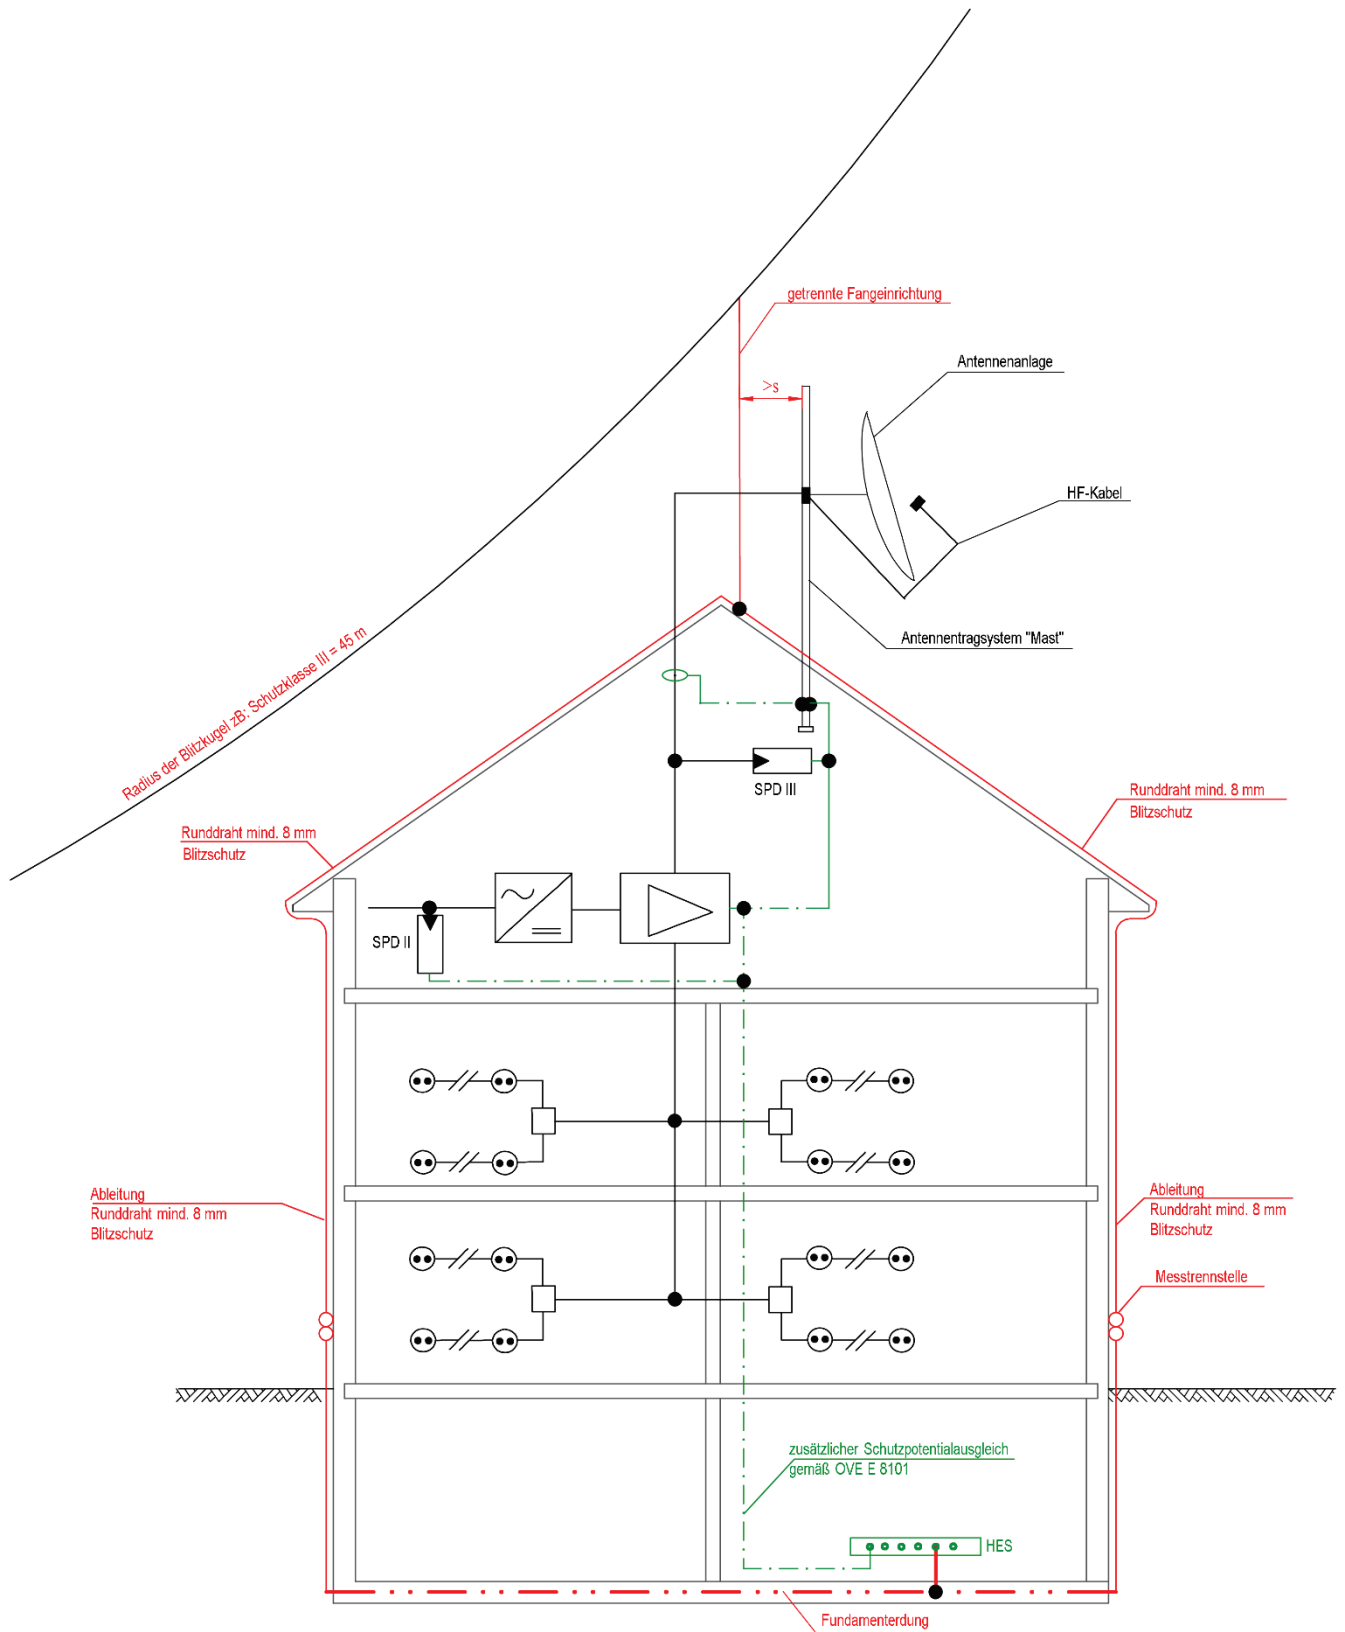 getrennte Fangeinrichtung
Antennenanlage
>s
HF-Kabel
Antennentragsystem "Mast"
Radius der Blitzkugel zB: Schutzklasse III = 45 m
SPD III
Runddraht mind. 8 mm
Blitzschutz
Runddraht mind. 8 mm
Blitzschutz
SPD II
Ableitung
Runddraht mind. 8 mm
Blitzschutz
Ableitung
Runddraht mind. 8 mm
Blitzschutz
Messtrennstelle
zusätzlicher Schutzpotentialausgleich
gemäß OVE E 8101
HES
Fundamenterdung